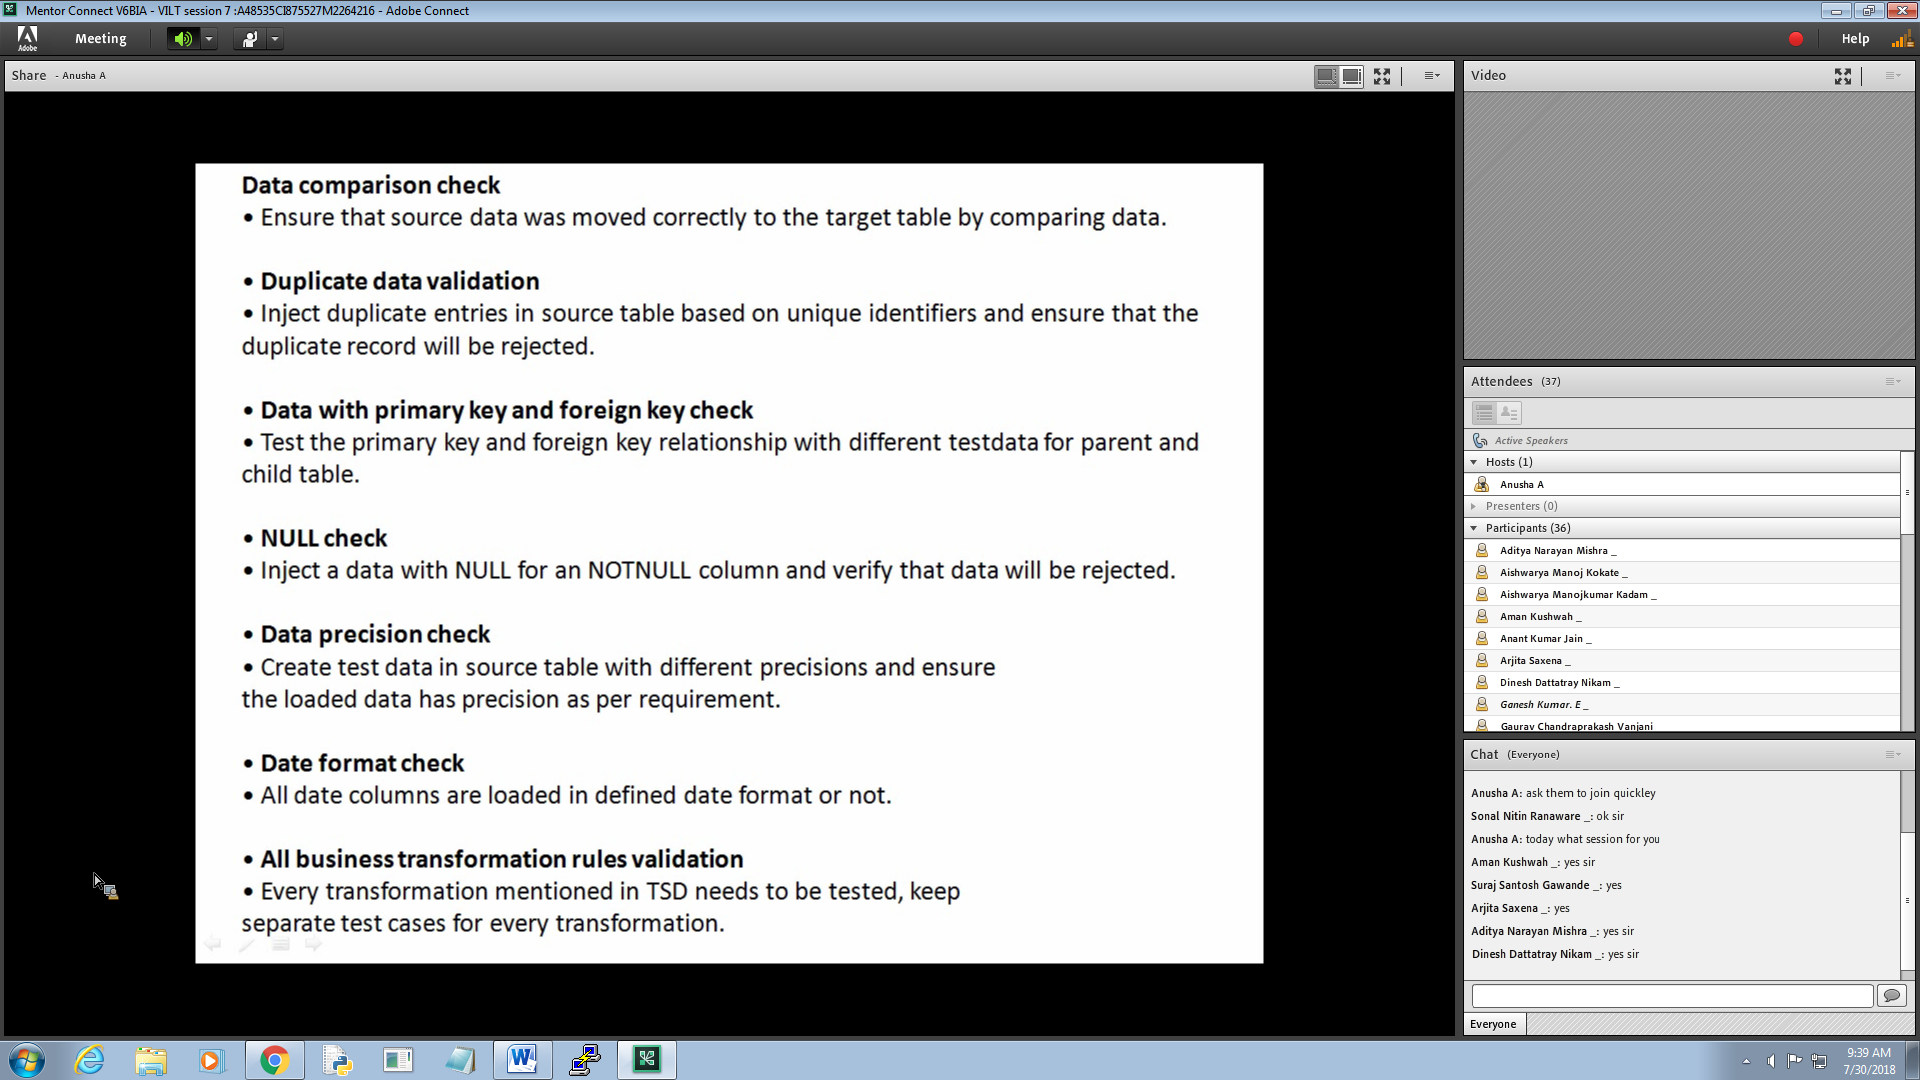 Mentor Connect V6BIA - VILT session 7 :A48535CI875527M2264216 - Adobe Connect
Adobe
Meeting
Help
Share - Anusha A
Data comparison check
• Ensure that source data was moved correctly to the target table by comparing data.
• Duplicate data validation
• Inject duplicate entries in source table based on unique identifiers and ensure that the
duplicate record will be rejected.
• Data with primary key and foreign key check
• Test the primary key and foreign key relationship with different testdata for parent and
child table.
• NULL check
• Inject a data with NULL for an NOTNULL column and verify that data will be rejected.
• Data precision check
• Create test data in source table with different precisions and ensure
the loaded data has precision as per requirement.
• Date format check
• All date columns are loaded in defined date format or not.
• All business transformation rules validation
• Every transformation mentioned in TSD needs to be tested, keep
separate test cases for every transformation.
Video
Attendees (37)
Active Speakers
Hosts (1)
Anusha A
Presenters (0)
Participants (36)
Aditya Narayan Mishra _
Aishwarya Manoj Kokate _
Aishwarya Manojkumar Kadam _
Aman Kushwah _
Anant Kumar Jain _
Arjita Saxena _
Dinesh Dattatray Nikam _
Ganesh Kumar. E _
Gaurav Chandraprakash Vanjani
Chat (Everyone)
Anusha A: ask them to join quickley
Sonal Nitin Ranaware _: ok sir
Anusha A: today what session for you
Aman Kushwah _: yes sir
Suraj Santosh Gawande _: yes
Arjita Saxena _: yes
Aditya Narayan Mishra _: yes sir
Dinesh Dattatray Nikam _: yes sir
Everyone
9:39 AM
7/30/2018